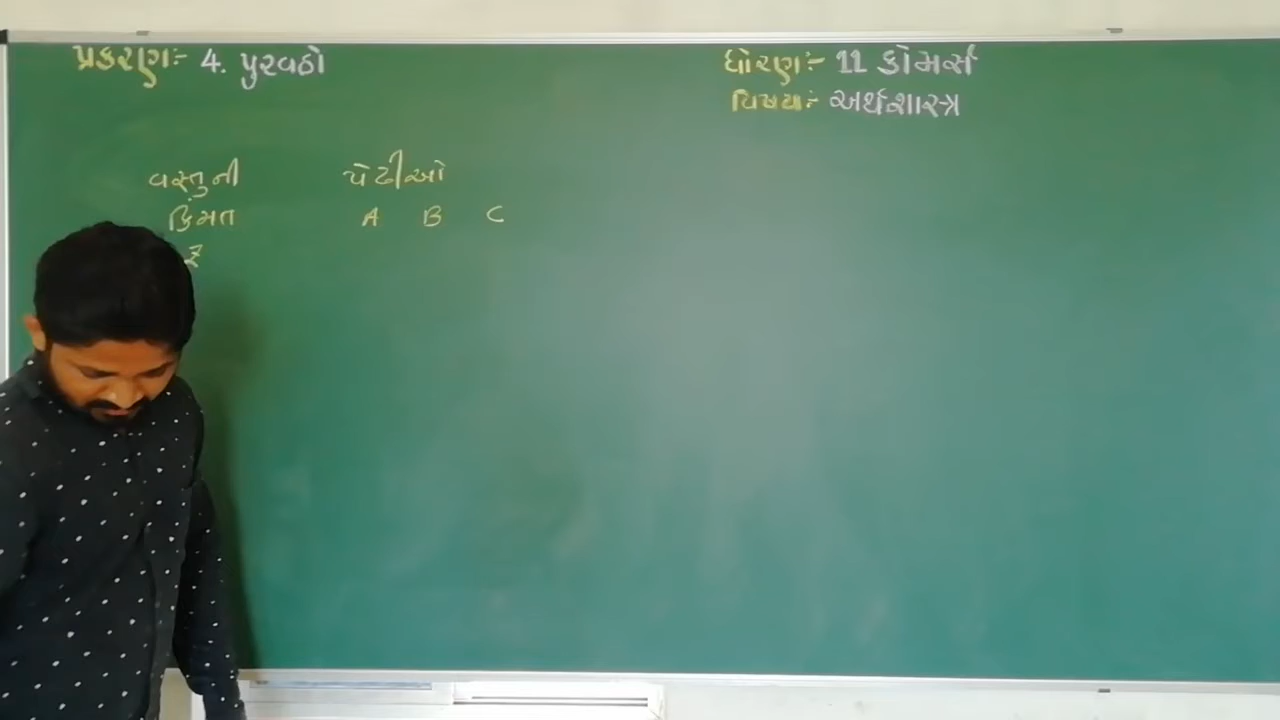 પ્રકરણ:- 4. પુરવઠો
ધોરણ:- 11 કોમર્સ
વિષય:- અર્થશાસ્ત્ર
વસ્તુની પેઢીઓ
કિંમત A B C
₹